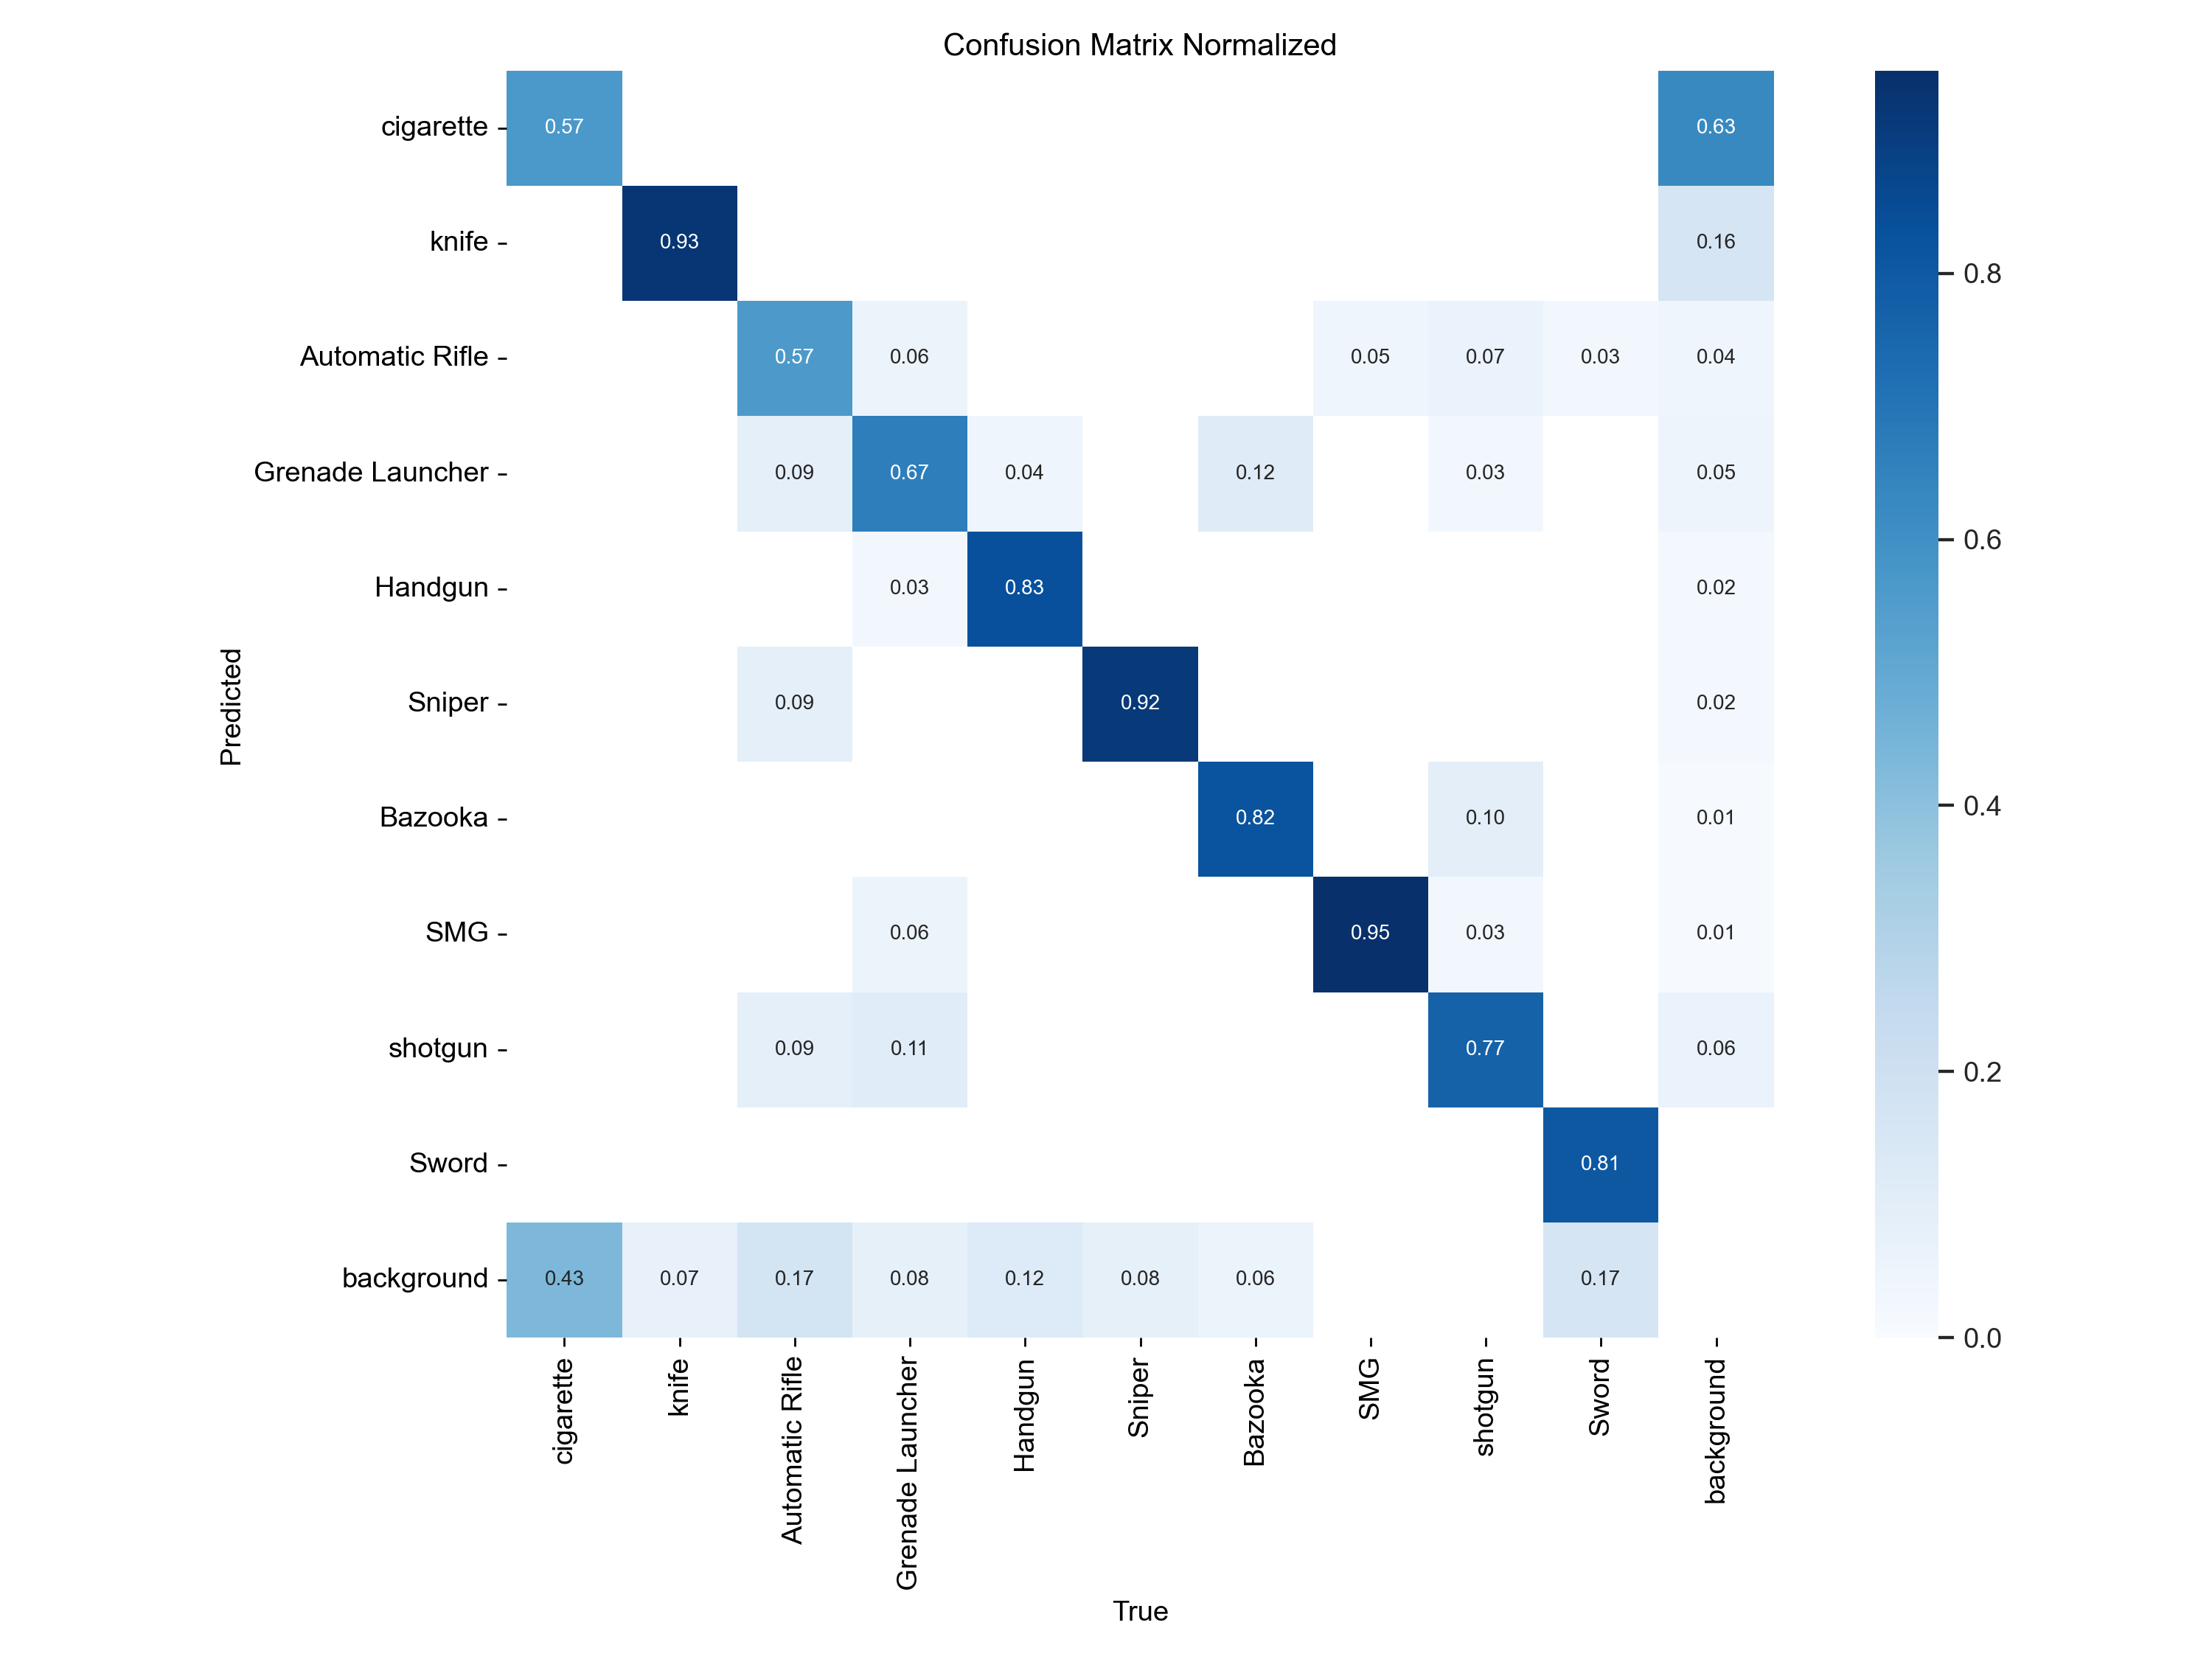 Confusion Matrix Normalized
cigarette 0.57 0.63
knife 0.93 0.16
0.8
Automatic Rifle 0.57 0.06 0.05 0.07 0.03 0.04
Grenade Launcher 0.09 0.67 0.04 0.12 0.03 0.05
0.6
Handgun 0.03 0.83 0.02
Predicted
Sniper 0.09 0.92 0.02
Bazooka 0.82 0.10 0.01
0.4
SMG 0.06 0.95 0.03 0.01
shotgun 0.09 0.11 0.77 0.06
0.2
Sword 0.81
background 0.43 0.07 0.17 0.08 0.12 0.08 0.06 0.17
0.0
cigarette
knife
Automatic Rifle
Grenade Launcher
Handgun
Sniper
Bazooka
SMG
shotgun
Sword
background
True